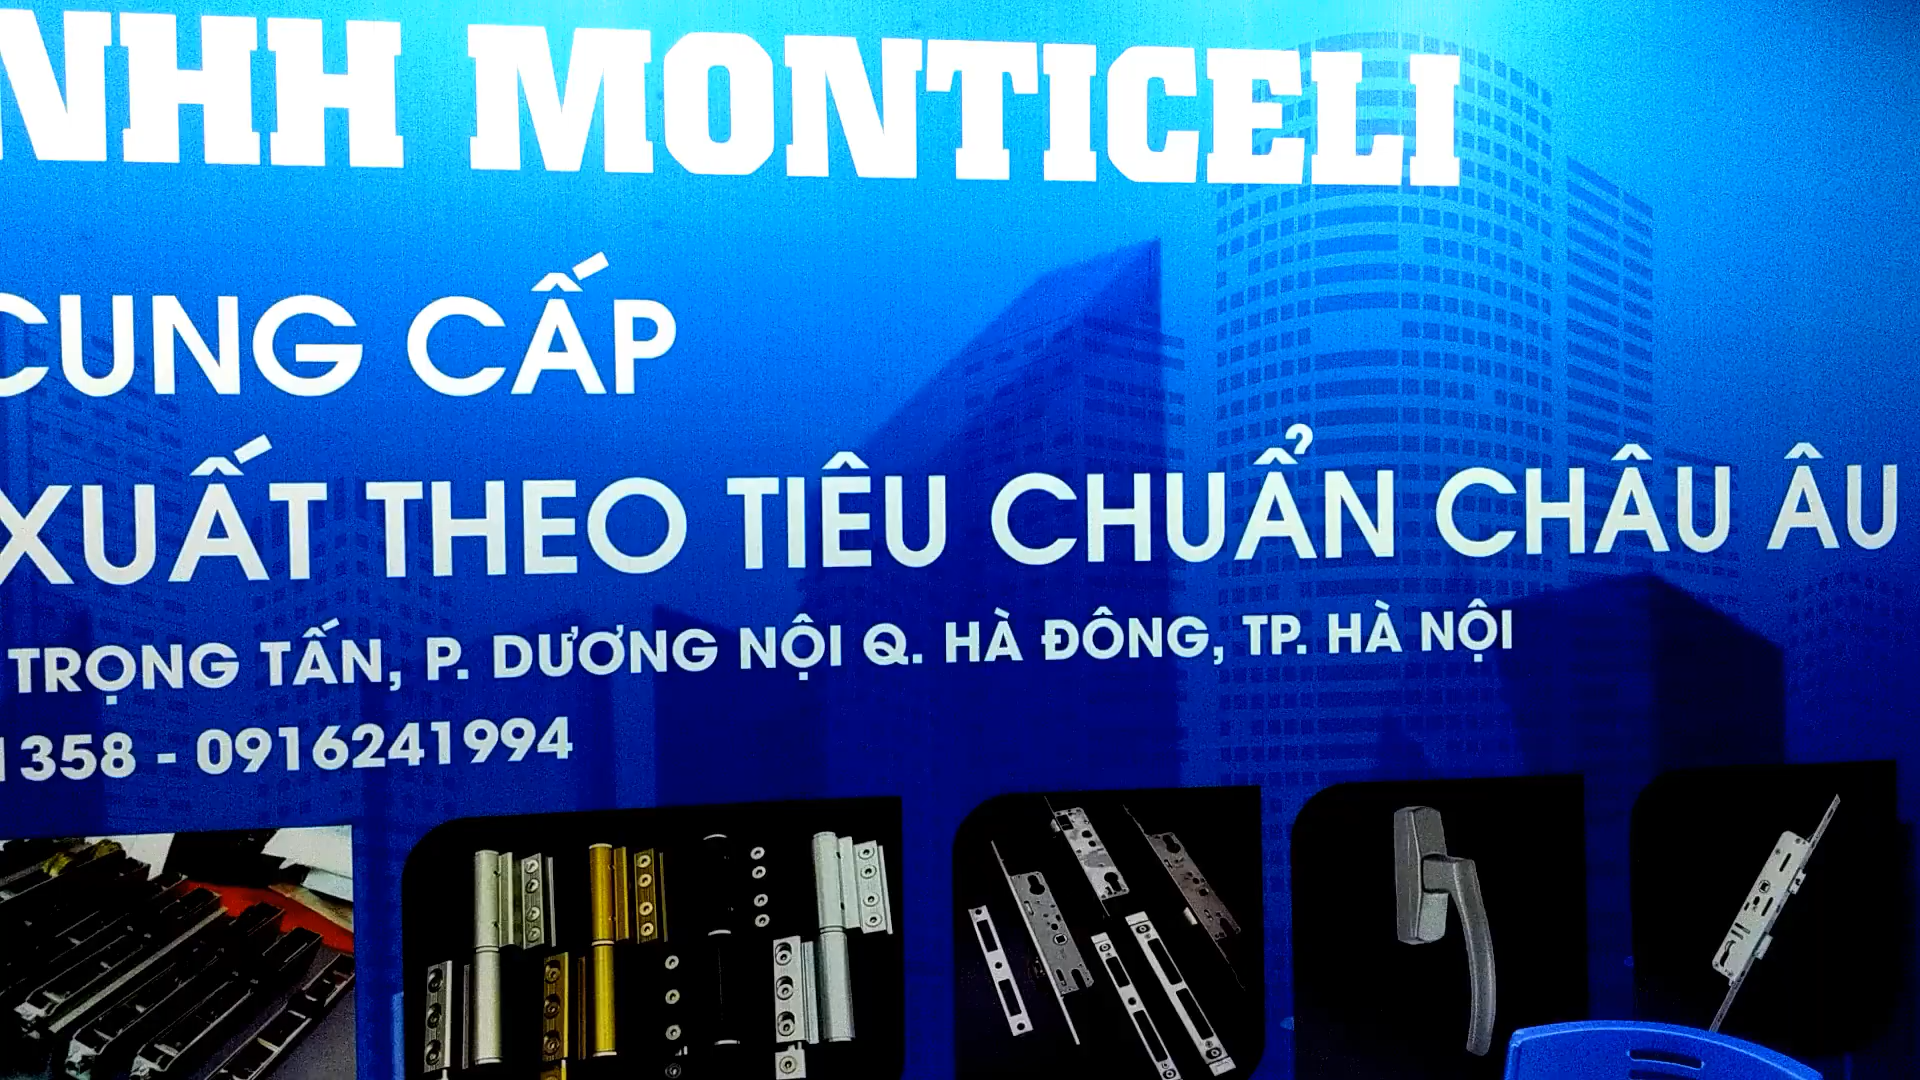 NHH MONTICELI
CUNG CẤP
XUẤT THEO TIÊU CHUẨN CHÂU ÂU
TRỌNG TẤN, P. DƯƠNG NỘI Q. HÀ ĐÔNG, TP. HÀ NỘI
1358 - 0916241994